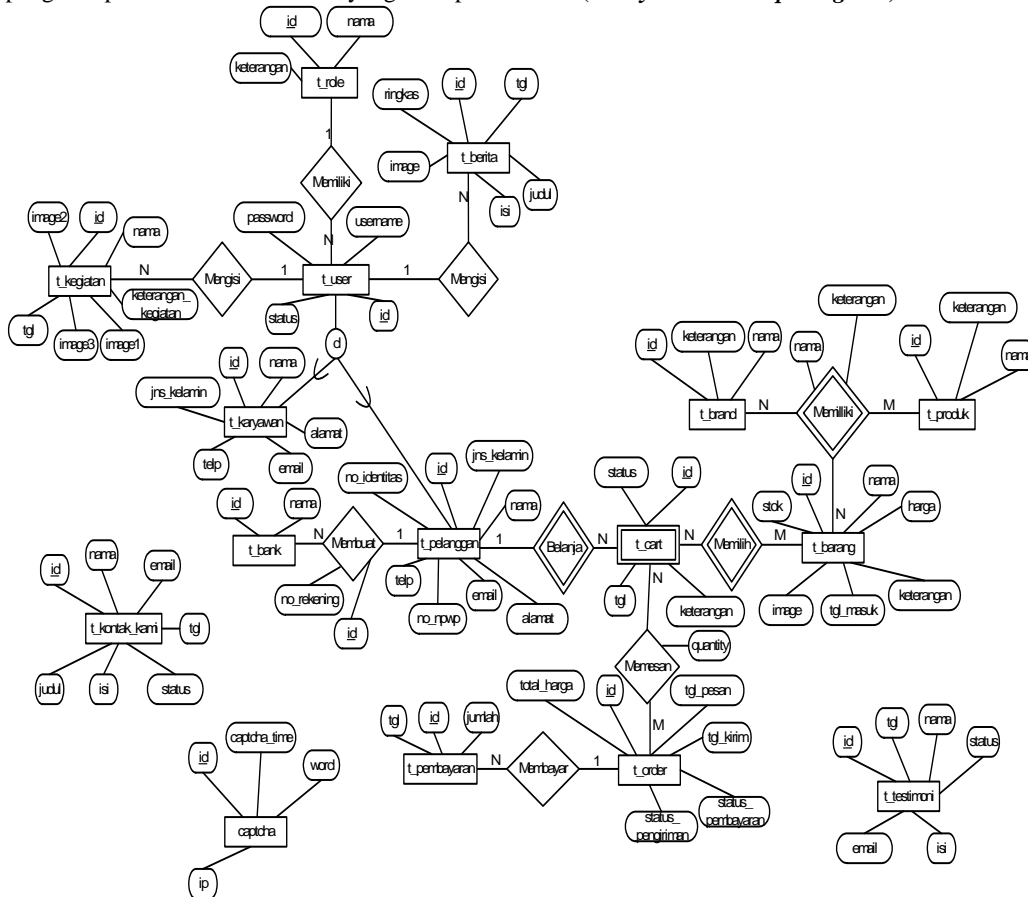 id
nama
keterangan
t_role
id
tgl
ringkas
1
Memiliki
t_berita
image
judul
isi
N
image2
id
nama
password
username
N
t_kegiatan
N
Mengisi
1
t_user
1
Mengisi
keterangan_
kegiatan
tgl
image3
image1
status
id
d
keterangan
keterangan
id
keterangan
nama
nama
id
nama
id
nama
jns_kelamin
t_karyawan
alamat
telp
email
t_brand
N
Memilliki
M
t_produk
no_identitas
id
jns_kelamin
nama
status
id
id
nama
stok
harga
N
id
nama
t_bank
N
Membuat
1
t_pelanggan
1
Belanja
N
t_cart
N
Memilih
M
t_barang
no_rekening
id
telp
no_npwp
email
alamat
tgl
N
keterangan
image
tgl_masuk
keterangan
id
nama
email
t_kontak_kami
tgl
judul
isi
status
quantity
Memesan
total_harga
id
tgl_pesan
M
tgl_kirim
tgl
id
jumlah
t_pembayaran
N
Membayar
1
t_order
status_
pengiriman
status_
pembayaran
id
captcha_time
word
captcha
ip
id
tgl
nama
status
t_testimoni
email
isi